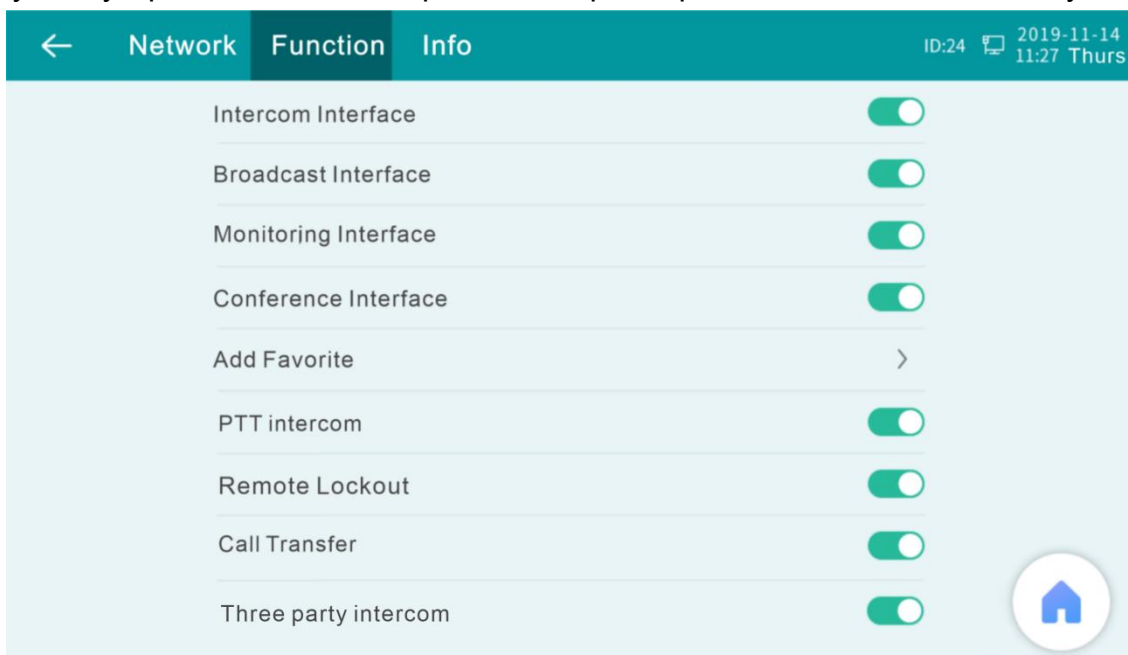 Network Function Info ID:24 2019-11-14
11:27 Thurs
Intercom Interface
Broadcast Interface
Monitoring Interface
Conference Interface
Add Favorite
PTT intercom
Remote Lockout
Call Transfer
Three party intercom